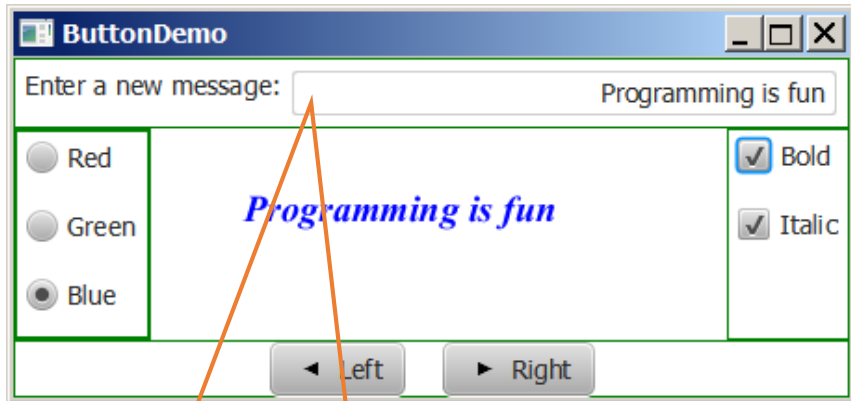 ButtonDemo
Enter a new message: Programming is fun
Red
Green
Blue
Programming is fun
Bold
Italic
Left
Right